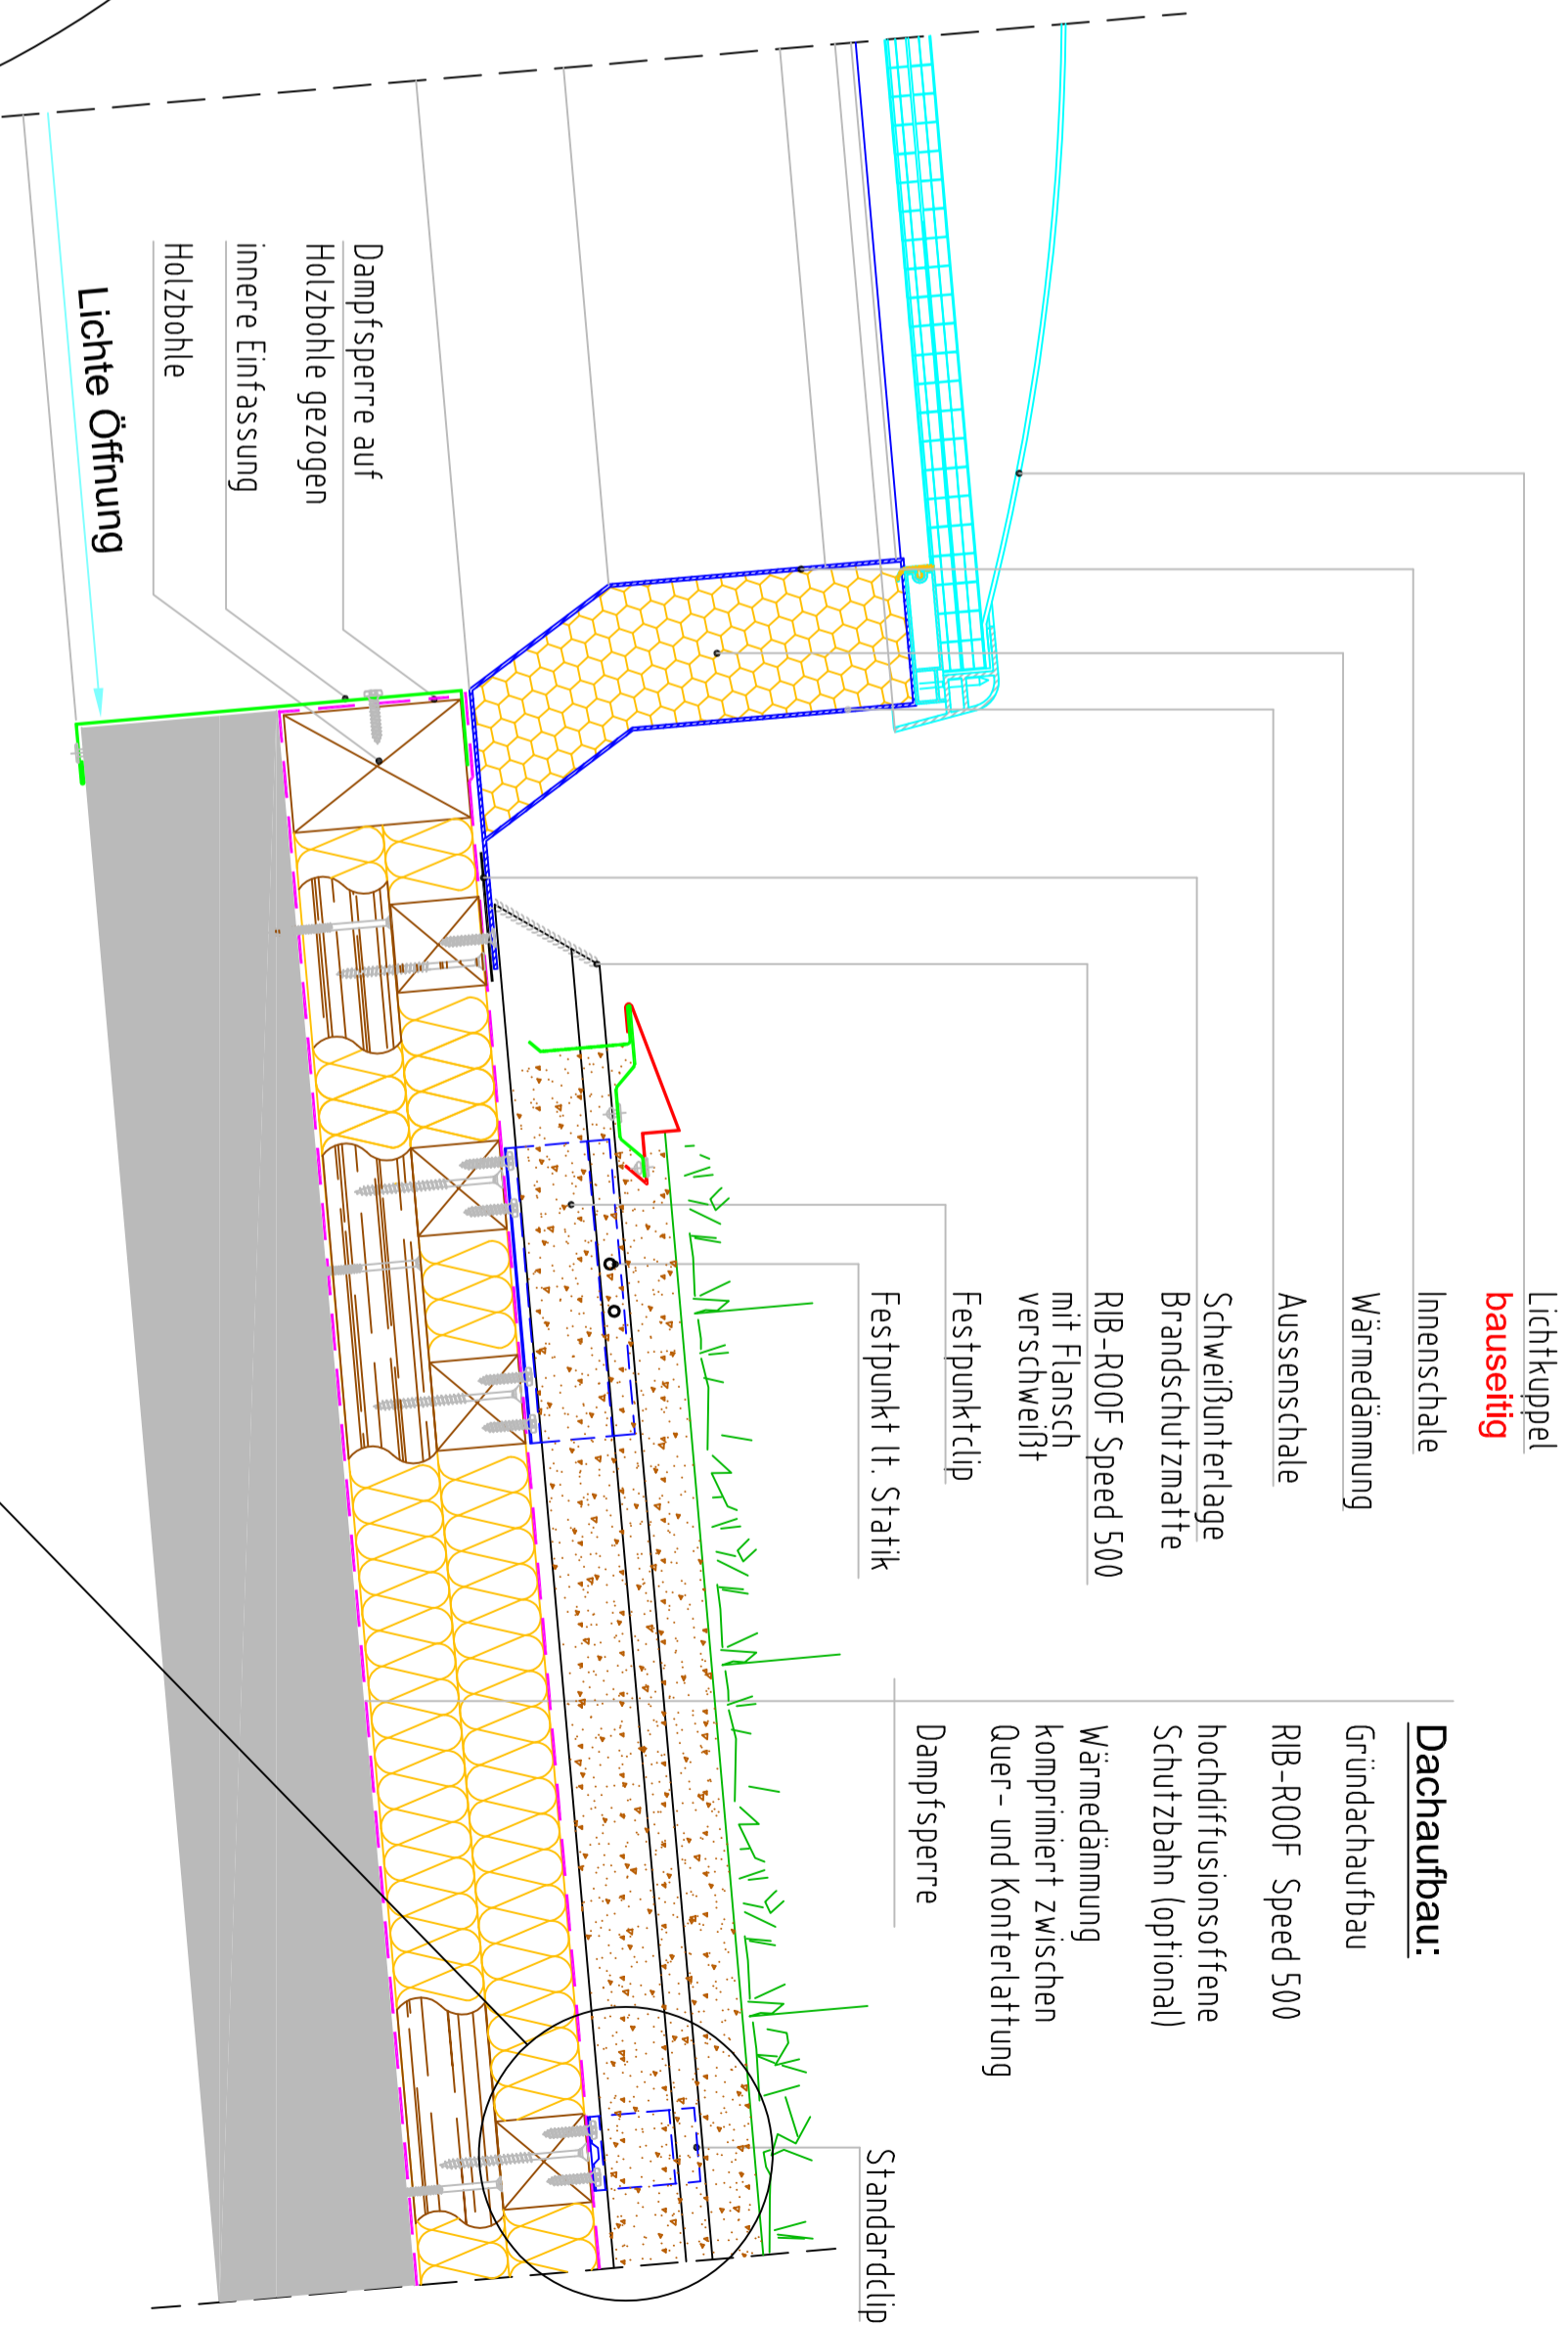 Lichtkuppel
bauseitig
Innenschale
Wärmedämmung
Aussenschale
Schweißunterlage
Brandschutzmatte
RIB-ROOF Speed 500
mit Flansch
verschweißt
Festpunktclip
Festpunkt lt. Statik
Dachaufbau:
Gründachaufbau
RIB-ROOF Speed 500
hochdiffusionsoffene
Schutzbahn (optional)
Wärmedämmung
komprimiert zwischen
Quer- und Konterlattung
Dampfsperre
Standardclip
Dampfsperre auf
Holzbohle gezogen
innere Einfassung
Holzbohle
Lichte Öffnung